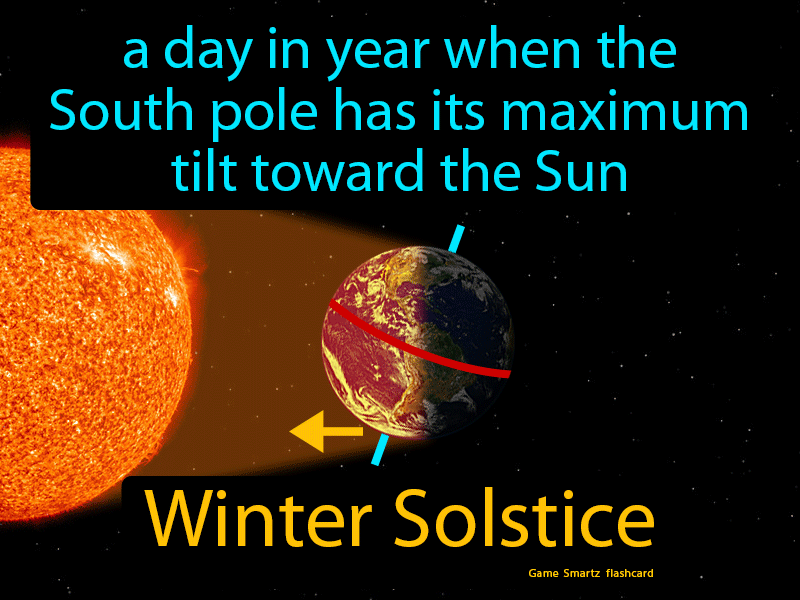 a day in year when the
South pole has its maximum
tilt toward the Sun
Winter Solstice
Game Smartz flashcard